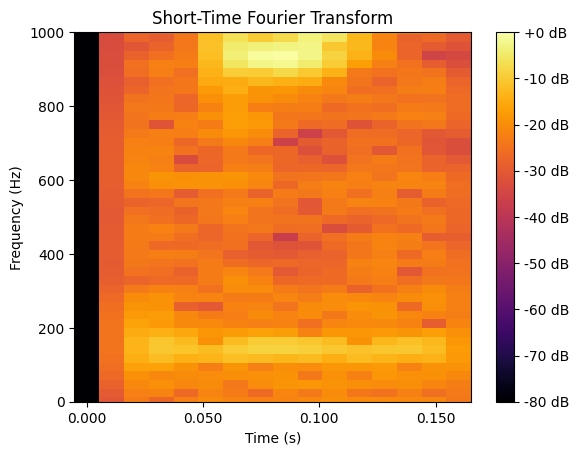 Short-Time Fourier Transform
1000
800
600
400
200
0
Frequency (Hz)
0.000
0.050
0.100
0.150
Time (s)
+0 dB
-10 dB
-20 dB
-30 dB
-40 dB
-50 dB
-60 dB
-70 dB
-80 dB